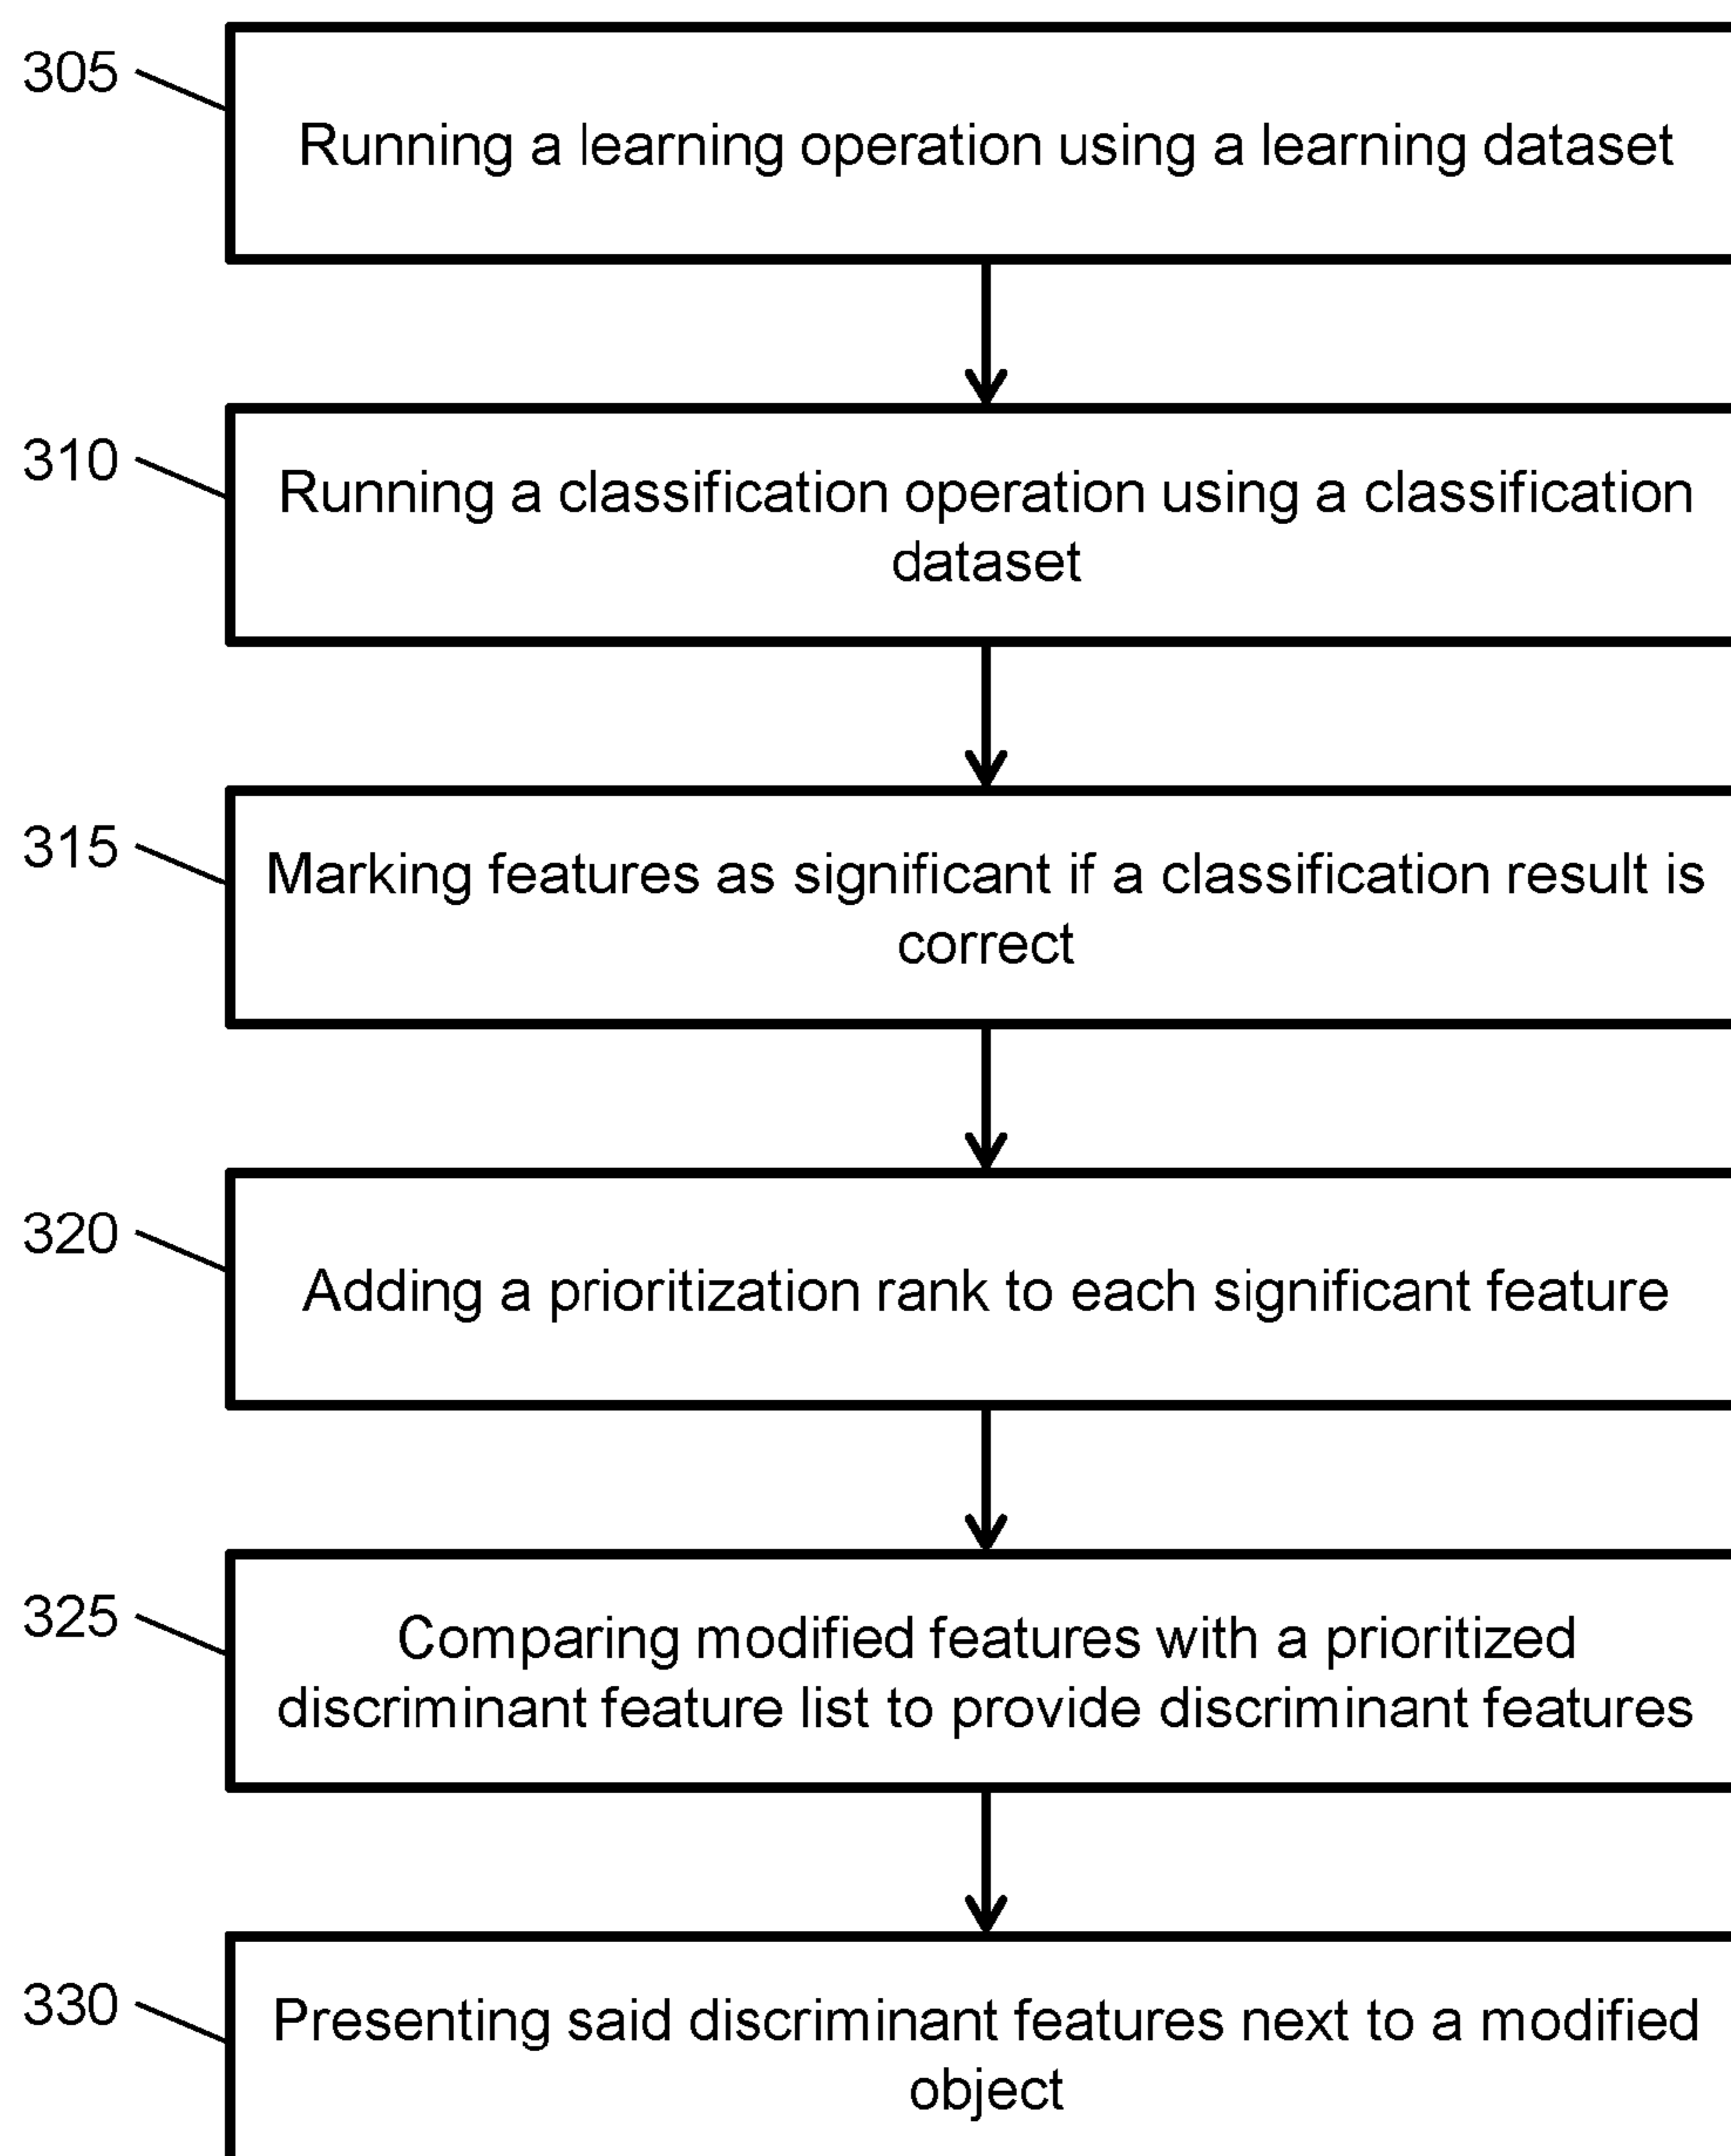 305
Running a learning operation using a learning dataset
310
Running a classification operation using a classification
dataset
315
Marking features as significant if a classification result is
correct
320
Adding a prioritization rank to each significant feature
325
Comparing modified features with a prioritized
discriminant feature list to provide discriminant features
330
Presenting said discriminant features next to a modified
object